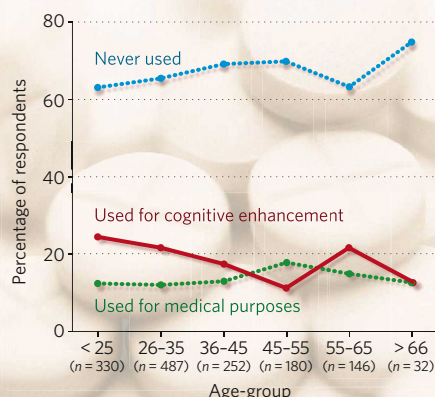 80
Never used
60
Percentage of respondents
40
Used for cognitive enhancement
20
Used for medical purposes
0
< 25 26–35 36–45 45–55 55–65 > 66
(n = 330) (n = 487) (n = 252) (n = 180) (n = 146) (n = 32)
Age-group